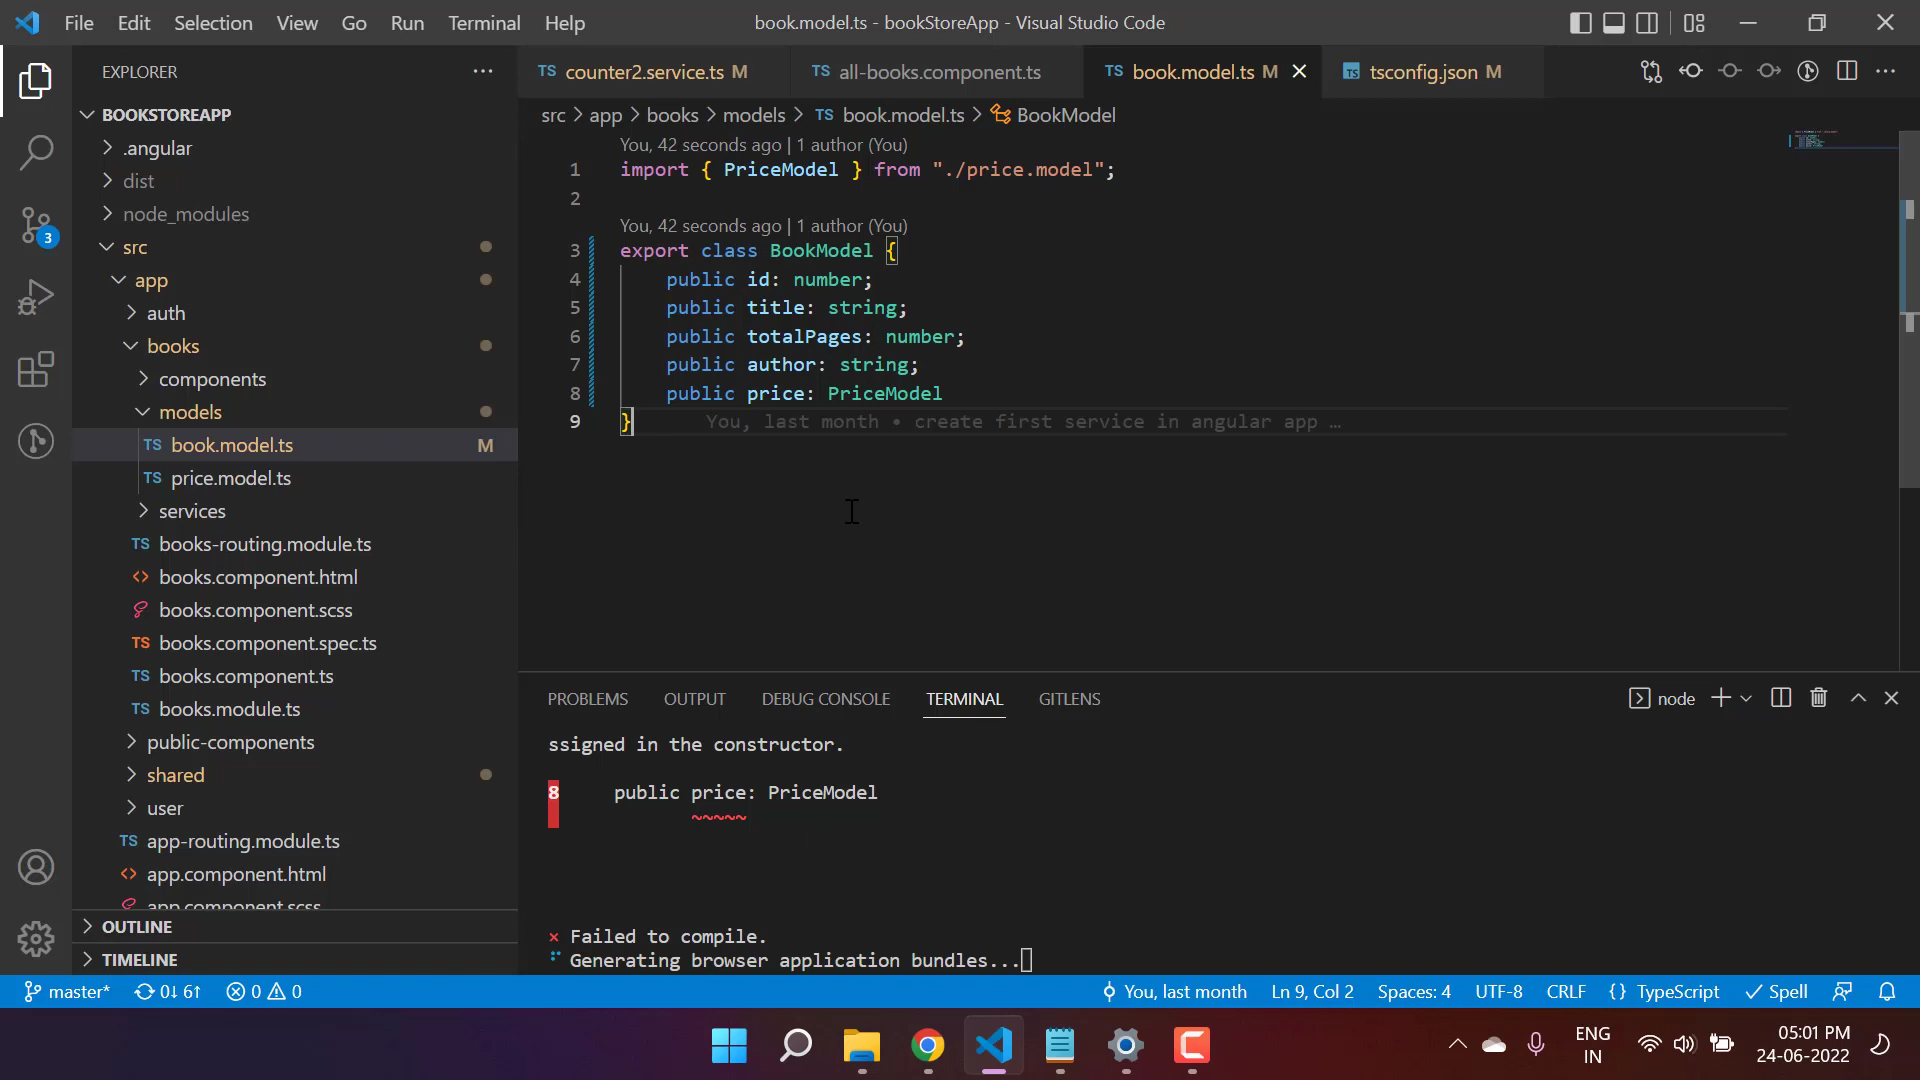 File Edit Selection View Go Run Terminal Help
book.model.ts - bookStoreApp - Visual Studio Code
EXPLORER
BOOKSTOREAPP
.angular
dist
node_modules
src
app
auth
books
components
models
TS book.model.ts M
TS price.model.ts
services
TS books-routing.module.ts
<> books.component.html
books.component.scss
TS books.component.spec.ts
TS books.component.ts
TS books.module.ts
public-components
shared
user
TS app-routing.module.ts
<> app.component.html
app.component.scss
OUTLINE
TIMELINE
3
TS counter2.service.ts M
TS all-books.component.ts
TS book.model.ts M
TS tsconfig.json M
src > app > books > models > TS book.model.ts > BookModel
You, 42 seconds ago | 1 author (You)
1 import { PriceModel } from "./price.model";
2
You, 42 seconds ago | 1 author (You)
3 export class BookModel {
4 public id: number;
5 public title: string;
6 public totalPages: number;
7 public author: string;
8 public price: PriceModel
9 } You, last month • create first service in angular app …
PROBLEMS OUTPUT DEBUG CONSOLE TERMINAL GITLENS
node
ssigned in the constructor.
8 public price: PriceModel
~~~~~
× Failed to compile.
Generating browser application bundles...
master* 0↓ 6↑ 0 0
You, last month Ln 9, Col 2 Spaces: 4 UTF-8 CRLF {} TypeScript Spell
ENG
IN
05:01 PM
24-06-2022